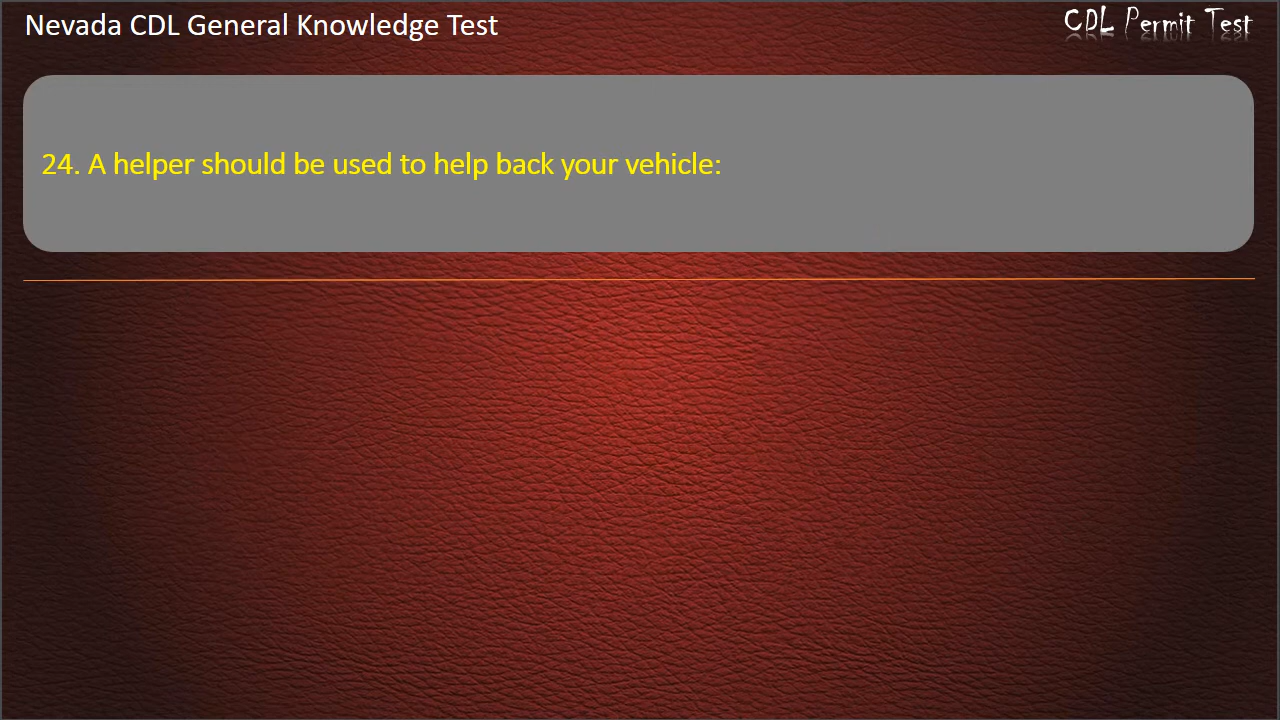 Nevada CDL General Knowledge Test
CDL Permit Test
24. A helper should be used to help back your vehicle: